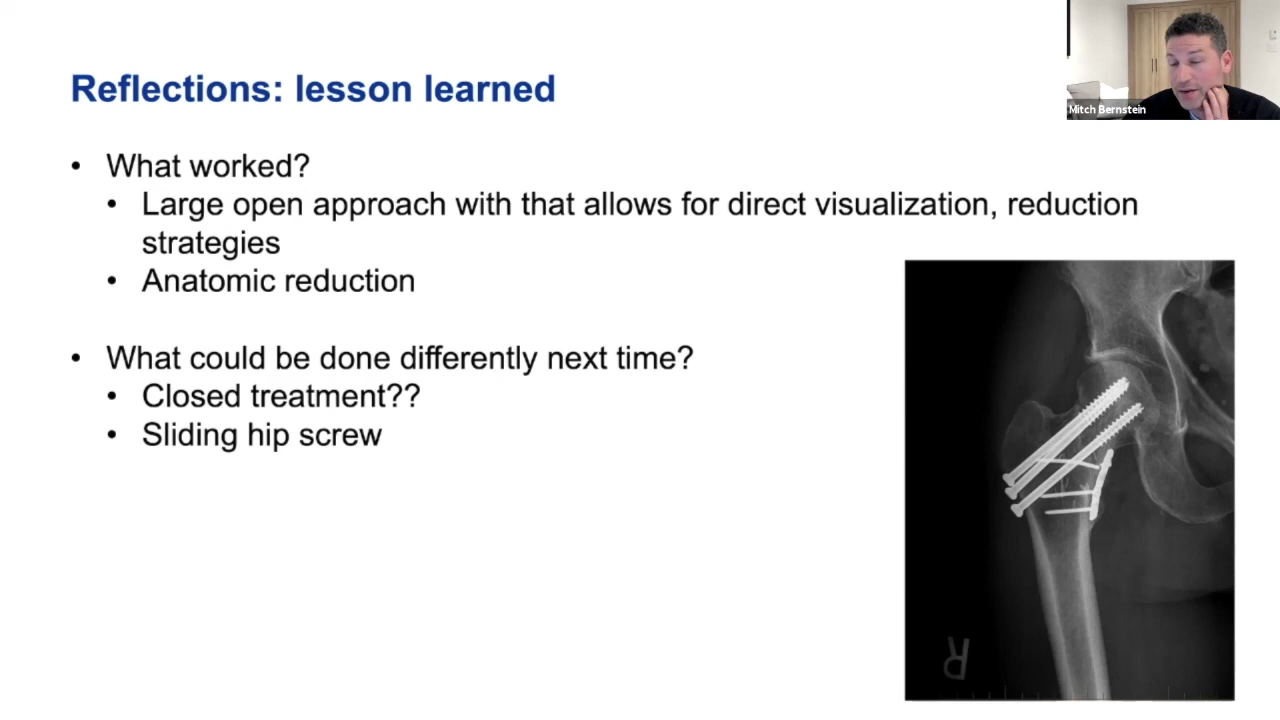 Reflections: lesson learned
Mitch Bernstein
• What worked?
• Large open approach with that allows for direct visualization, reduction
strategies
• Anatomic reduction
• What could be done differently next time?
• Closed treatment??
• Sliding hip screw
R